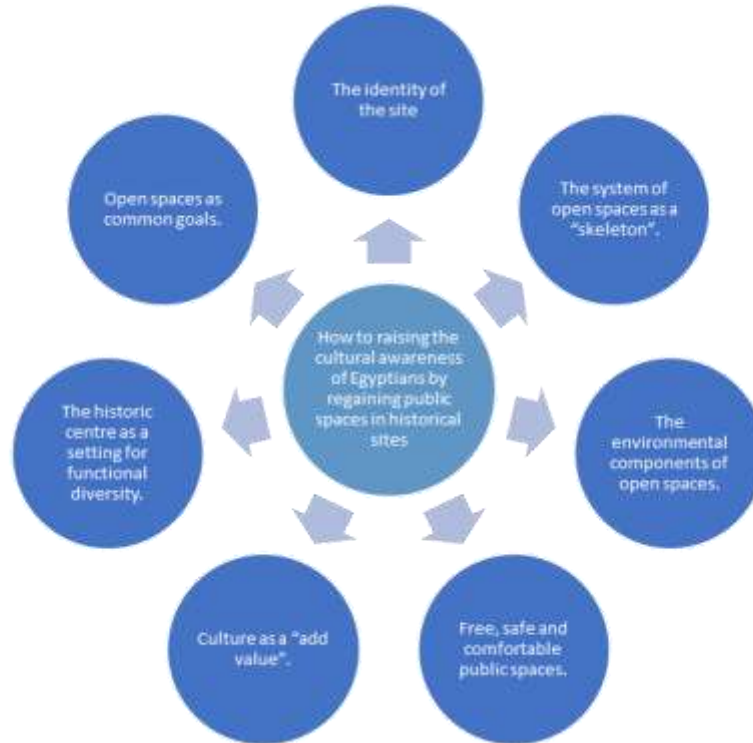 The identity of
the site
The system of
open spaces as a
"skeleton".
The
environmental
components of
open spaces.
Free, safe and
comfortable
public spaces.
Culture as a "add
value".
The historic
centre as a
setting for
functional
diversity.
Open spaces as
common goals.
How to raising the
cultural awareness
of Egyptians by
regaining public
spaces in historical
sites